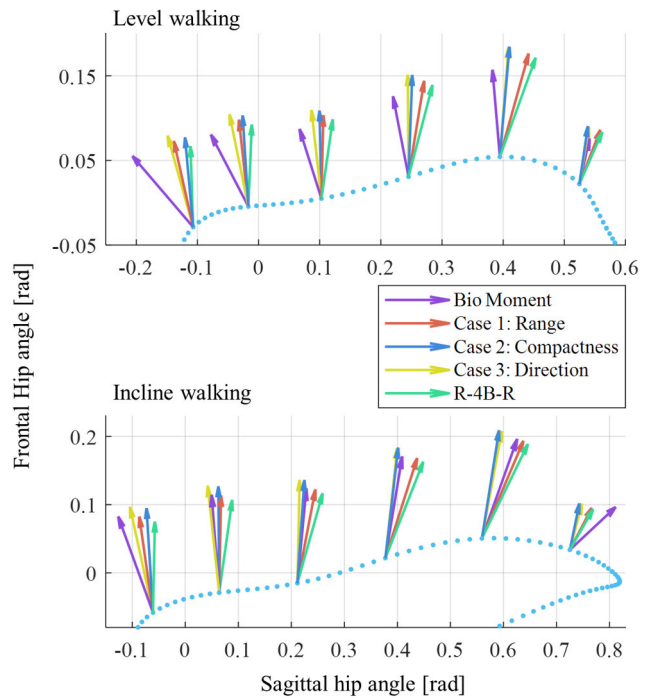 Level walking
0.15
0.05
-0.05
-0.2
-0.1
0
0.1
0.2
0.3
0.4
0.5
0.6
Bio Moment
Case 1: Range
Case 2: Compactness
Case 3: Direction
R-4B-R
Frontal Hip angle [rad]
Incline walking
0.2
0.1
0
-0.1
0
0.1
0.2
0.3
0.4
0.5
0.6
0.7
0.8
Sagittal hip angle [rad]